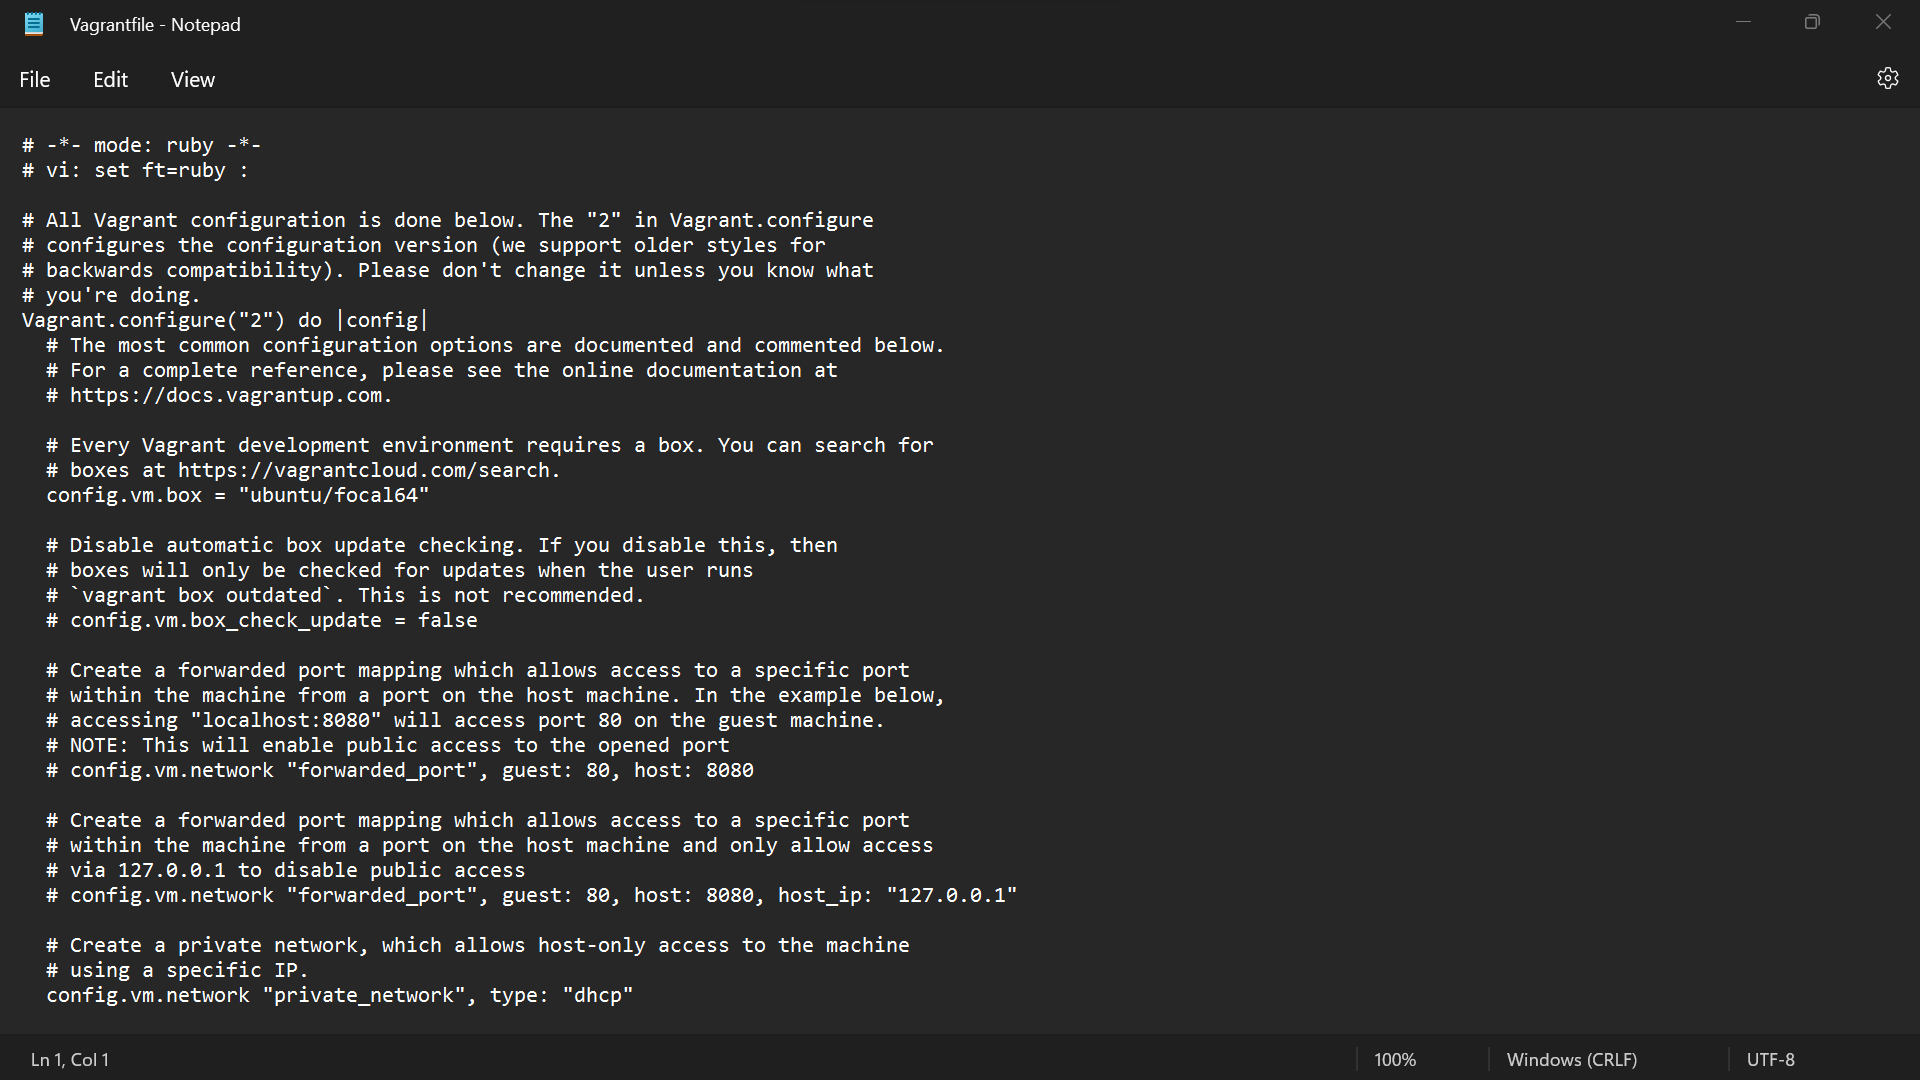 Vagrantfile - Notepad
File Edit View
# -*- mode: ruby -*-
# vi: set ft=ruby :

# All Vagrant configuration is done below. The "2" in Vagrant.configure
# configures the configuration version (we support older styles for
# backwards compatibility). Please don't change it unless you know what
# you're doing.
Vagrant.configure("2") do |config|
  # The most common configuration options are documented and commented below.
  # For a complete reference, please see the online documentation at
  # https://docs.vagrantup.com.

  # Every Vagrant development environment requires a box. You can search for
  # boxes at https://vagrantcloud.com/search.
  config.vm.box = "ubuntu/focal64"

  # Disable automatic box update checking. If you disable this, then
  # boxes will only be checked for updates when the user runs
  # `vagrant box outdated`. This is not recommended.
  # config.vm.box_check_update = false

  # Create a forwarded port mapping which allows access to a specific port
  # within the machine from a port on the host machine. In the example below,
  # accessing "localhost:8080" will access port 80 on the guest machine.
  # NOTE: This will enable public access to the opened port
  # config.vm.network "forwarded_port", guest: 80, host: 8080

  # Create a forwarded port mapping which allows access to a specific port
  # within the machine from a port on the host machine and only allow access
  # via 127.0.0.1 to disable public access
  # config.vm.network "forwarded_port", guest: 80, host: 8080, host_ip: "127.0.0.1"

  # Create a private network, which allows host-only access to the machine
  # using a specific IP.
  config.vm.network "private_network", type: "dhcp"
Ln 1, Col 1 100% Windows (CRLF) UTF-8